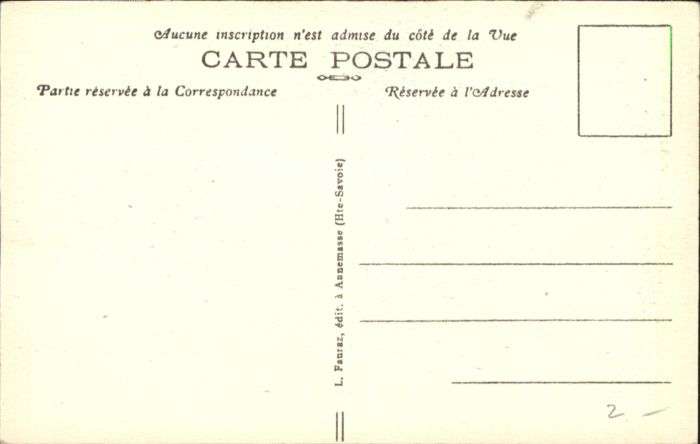 Aucune inscription n'est admise du côté de la Vue
CARTE POSTALE
Partie réservée à la Correspondance
Réservée à l'Adresse
L. Fauraz, édit. à Annemasse (Hte-Savoie)
2 –